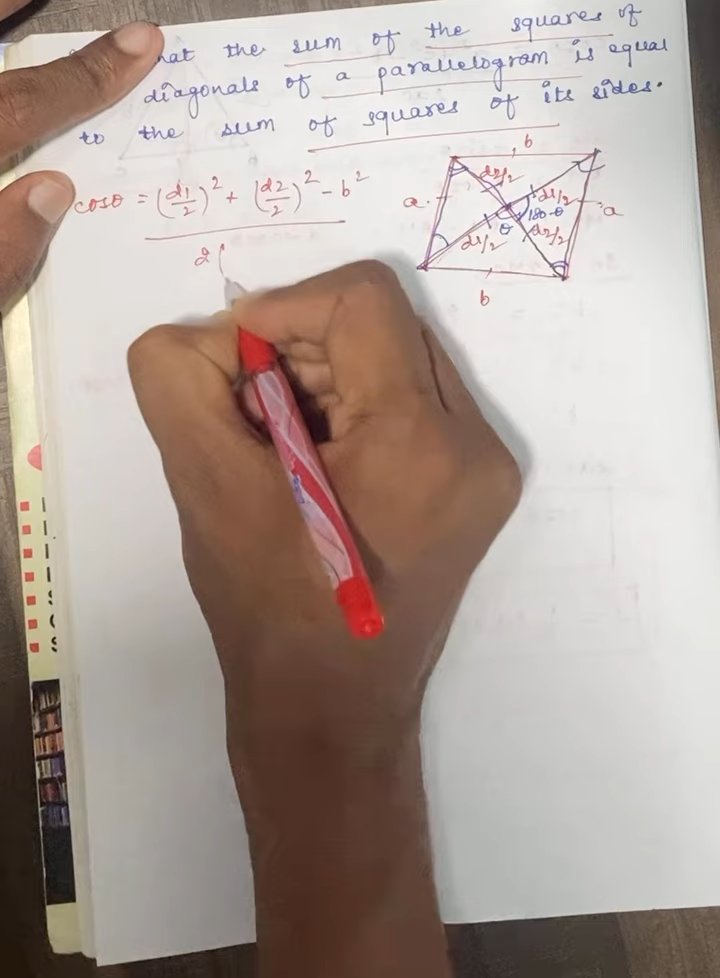 hat the sum of the squares of
diagonals of a parallelogram is equal
to the sum of squares of its sides.
cosθ = (d1/2)² + (d2/2)² - b²
2(
b
d2/2
a
d1/2
a
180-θ
θ
d1/2
d2/2
b